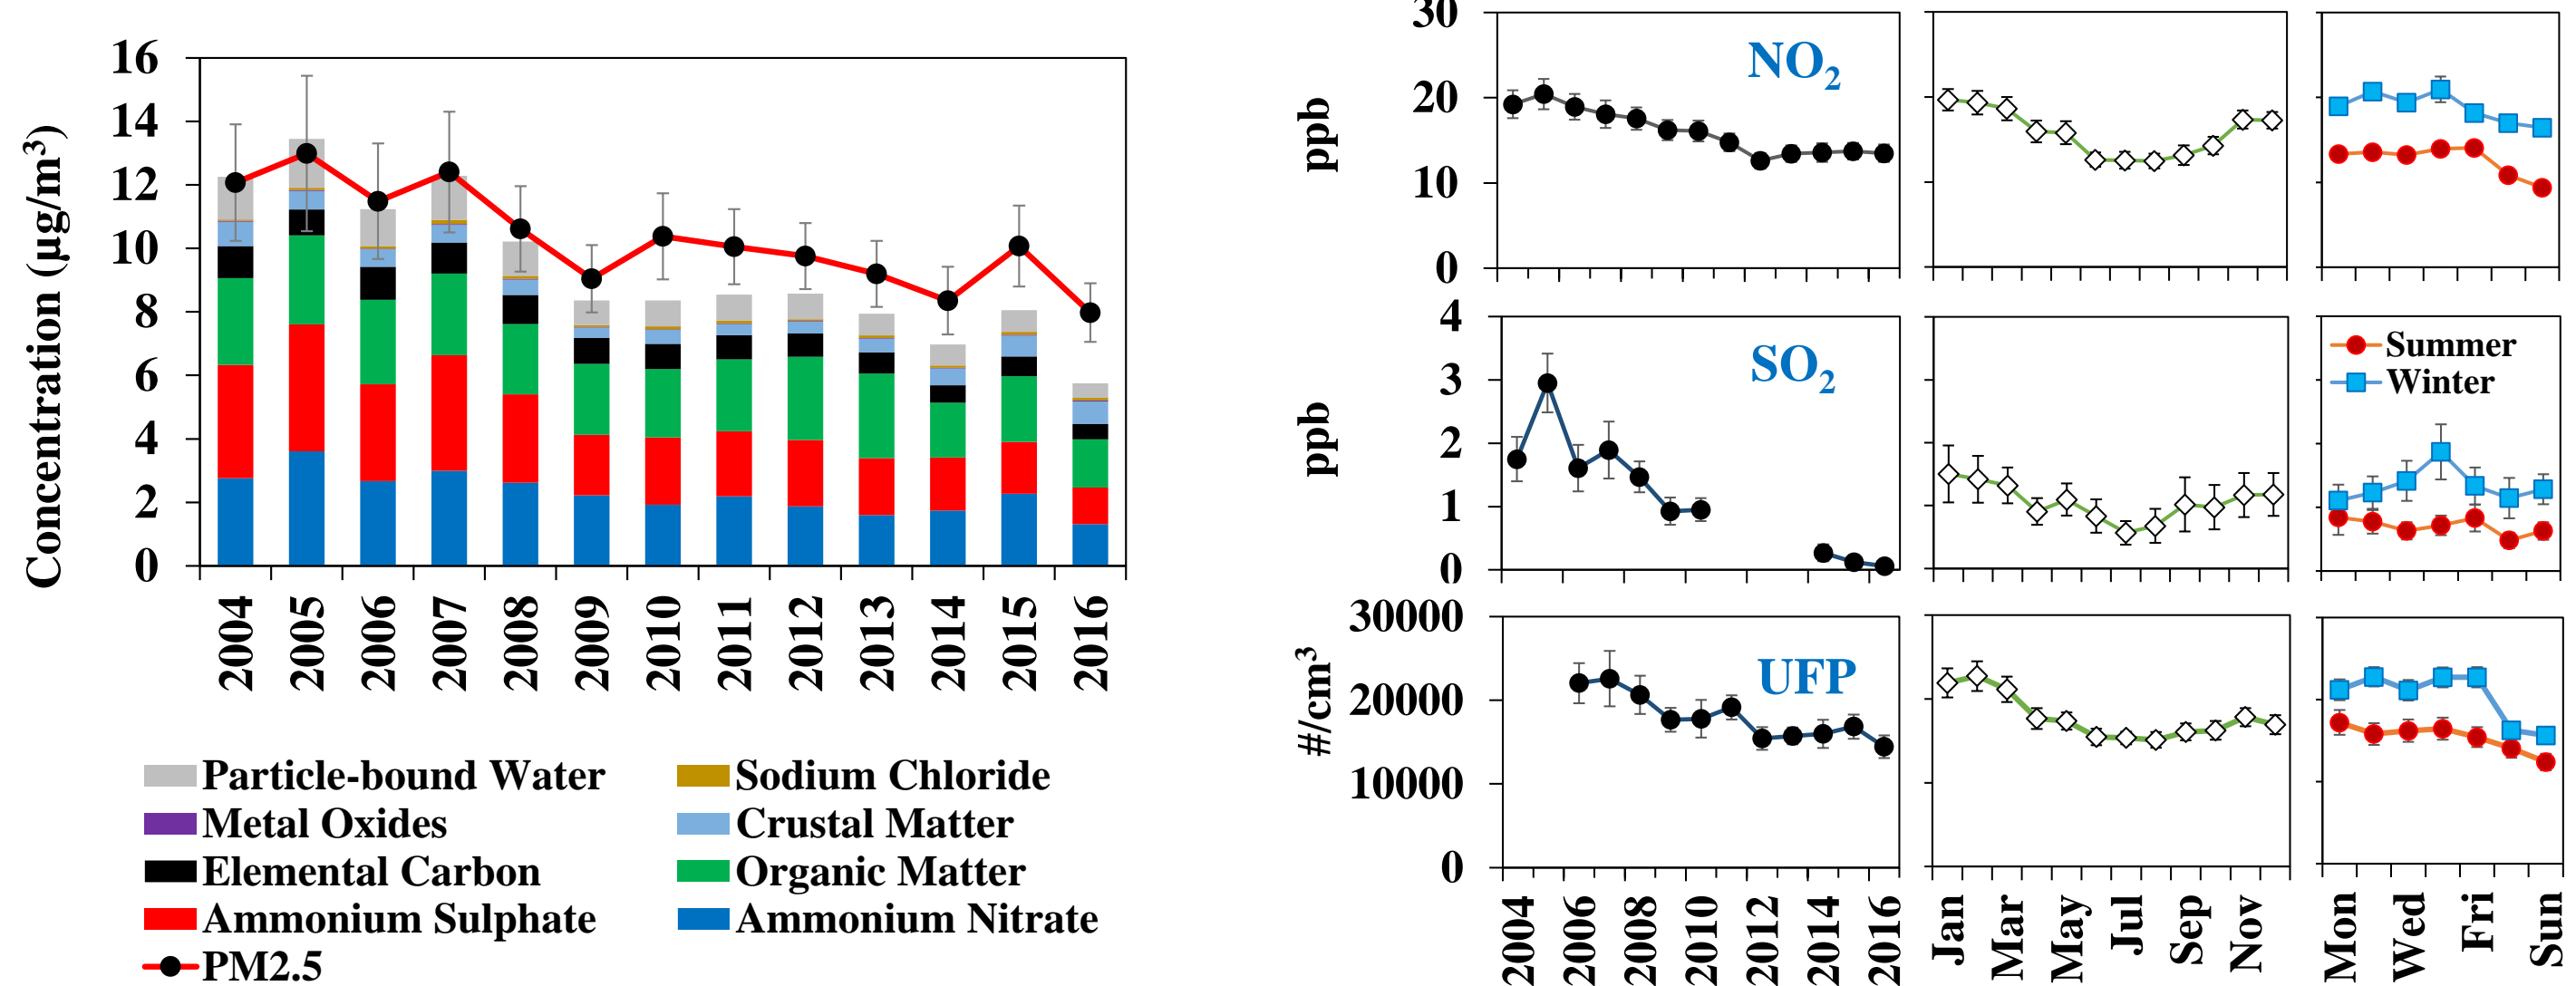 Concentration (µg/m³)
16
14
12
10
8
6
4
2
0
2004
2005
2006
2007
2008
2009
2010
2011
2012
2013
2014
2015
2016
Particle-bound Water
Sodium Chloride
Metal Oxides
Crustal Matter
Elemental Carbon
Organic Matter
Ammonium Sulphate
Ammonium Nitrate
PM2.5
ppb
30
20
10
0
NO₂
ppb
4
3
2
1
0
SO₂
Summer
Winter
#/cm³
30000
20000
10000
0
UFP
2004
2006
2008
2010
2012
2014
2016
Jan
Mar
May
Jul
Sep
Nov
Mon
Wed
Fri
Sun